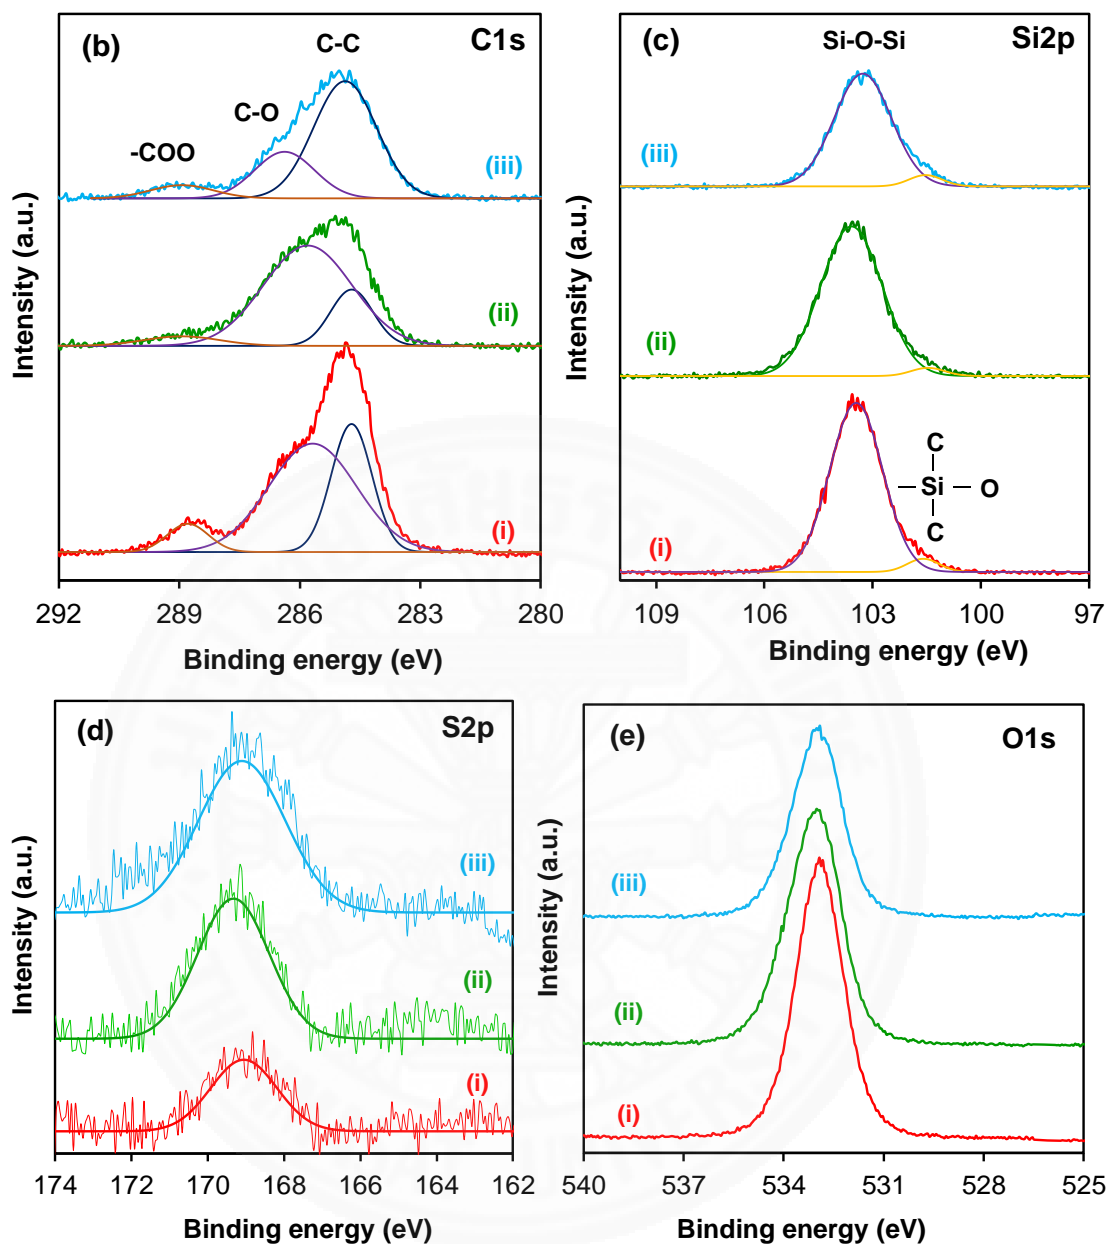 (b)
C-C
C1s
C-O
-COO
(iii)
(ii)
(i)
Intensity (a.u.)
292
289
286
283
280
Binding energy (eV)
(c)
Si-O-Si
Si2p
(iii)
(ii)
C
Si
O
C
(i)
Intensity (a.u.)
109
106
103
100
97
Binding energy (eV)
(d)
S2p
(iii)
(ii)
(i)
Intensity (a.u.)
174
172
170
168
166
164
162
Binding energy (eV)
(e)
O1s
(iii)
(ii)
(i)
Intensity (a.u.)
540
537
534
531
528
525
Binding energy (eV)